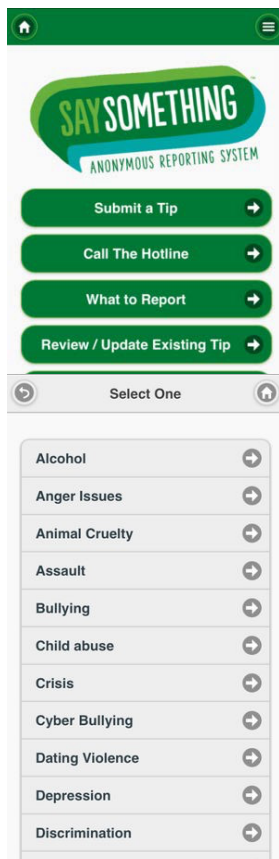 SAY SOMETHING
ANONYMOUS REPORTING SYSTEM
Submit a Tip
Call The Hotline
What to Report
Review / Update Existing Tip
Select One
Alcohol
Anger Issues
Animal Cruelty
Assault
Bullying
Child abuse
Crisis
Cyber Bullying
Dating Violence
Depression
Discrimination